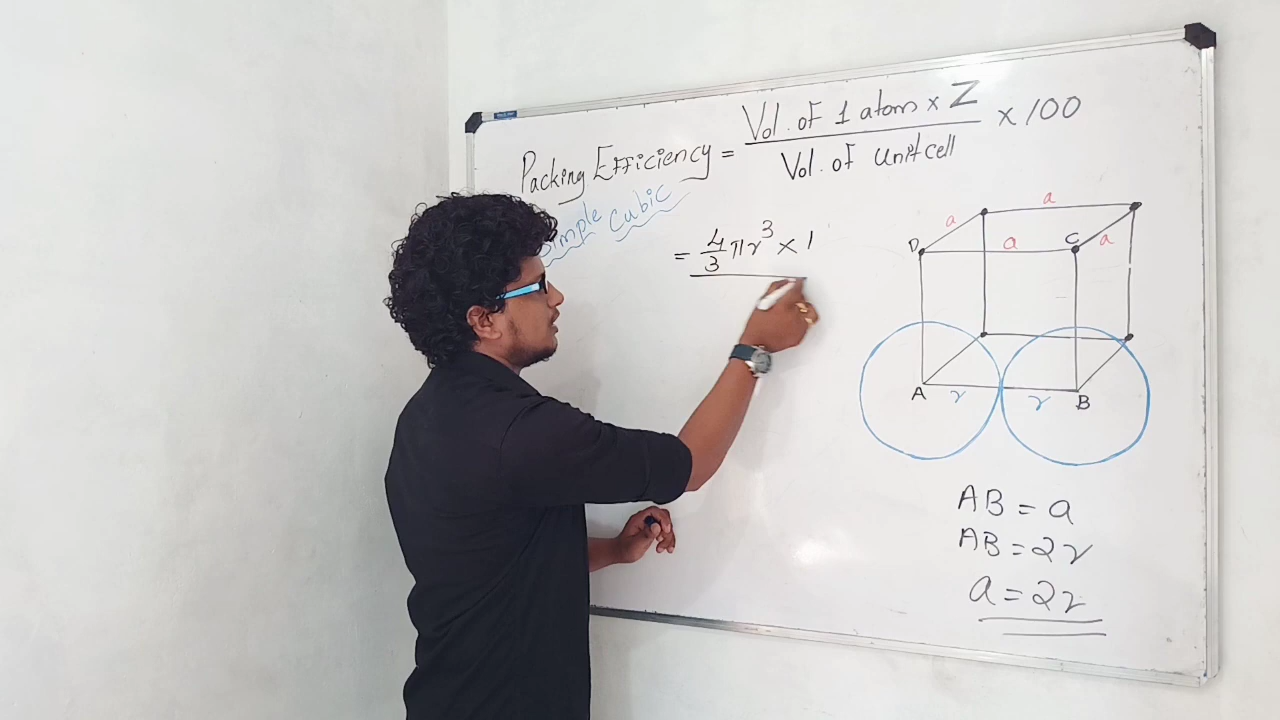 Packing Efficiency = Vol. of 1 atom × Z / Vol. of Unitcell × 100
Simple Cubic
= 4/3 πr³ × 1
a
a
D a C a
A r r B
AB = a
AB = 2r
a = 2r